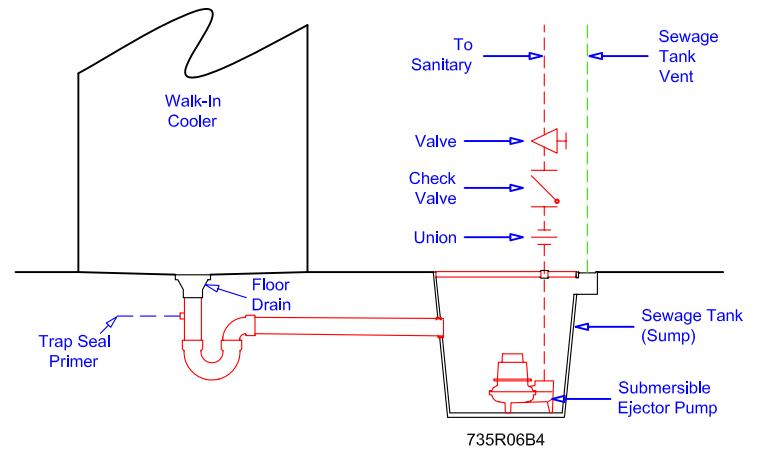 To
Sanitary
Sewage
Tank
Vent
Walk-In
Cooler
Valve
Check
Valve
Union
Floor
Drain
Trap Seal
Primer
Sewage Tank
(Sump)
Submersible
Ejector Pump
735R06B4